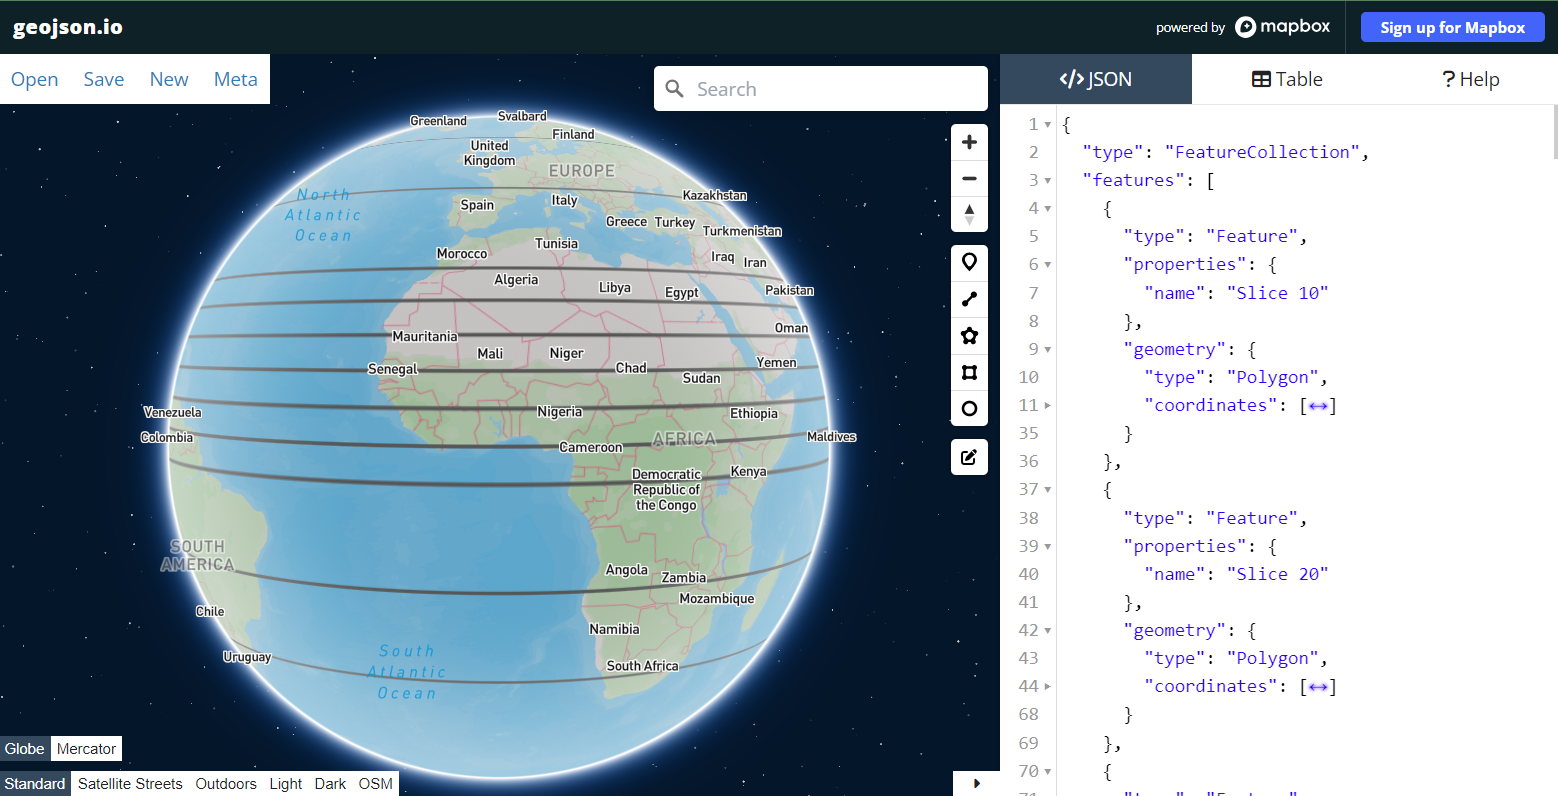 geojson.io
powered by mapbox
Sign up for Mapbox
Open Save New Meta
Search
Greenland
Svalbard
Finland
United
Kingdom
EUROPE
North
Atlantic
Ocean
Kazakhstan
Spain
Italy
Greece
Turkey
Turkmenistan
Tunisia
Morocco
Iraq
Iran
Algeria
Libya
Egypt
Pakistan
Oman
Mauritania
Mali
Niger
Senegal
Chad
Sudan
Yemen
Venezuela
Nigeria
Ethiopia
Colombia
Cameroon
AFRICA
Maldives
Democratic
Republic of
the Congo
Kenya
SOUTH
AMERICA
Angola
Zambia
Mozambique
Chile
Namibia
Uruguay
South
Atlantic
Ocean
South Africa
Globe Mercator
Standard Satellite Streets Outdoors Light Dark OSM
</> JSON Table ? Help
1 {
2 "type": "FeatureCollection",
3 "features": [
4 {
5 "type": "Feature",
6 "properties": {
7 "name": "Slice 10"
8 },
9 "geometry": {
10 "type": "Polygon",
11 "coordinates": [↔]
35 }
36 },
37 {
38 "type": "Feature",
39 "properties": {
40 "name": "Slice 20"
41 },
42 "geometry": {
43 "type": "Polygon",
44 "coordinates": [↔]
68 }
69 },
70 {
71 "type": "Feature",